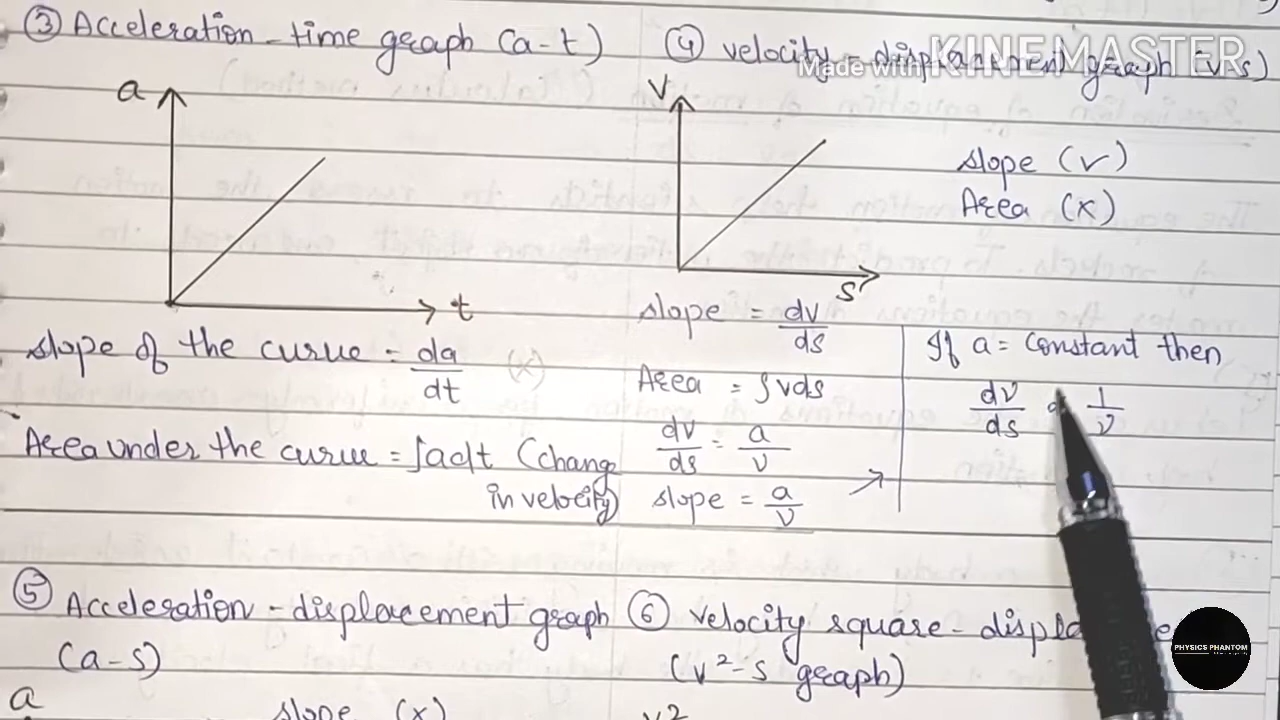 ③ Acceleration-time graph (a-t)
a
t
slope of the curve = da/dt (x)
Area under the curve = ∫adt (change in velocity)
④ velocity-displacement graph (v-s)
Made with KINEMASTER
v
s
slope (✓)
Area (x)
slope = dv/ds
Area = ∫vds
dv/ds = a/v
slope = a/v
If a = constant then
dv/ds ∝ 1/v
⑤ Acceleration-displacement graph
(a-s)
a
slope (x)
⑥ velocity square-displ
(v²-s graph)
v²
PHYSICS PHANTOM